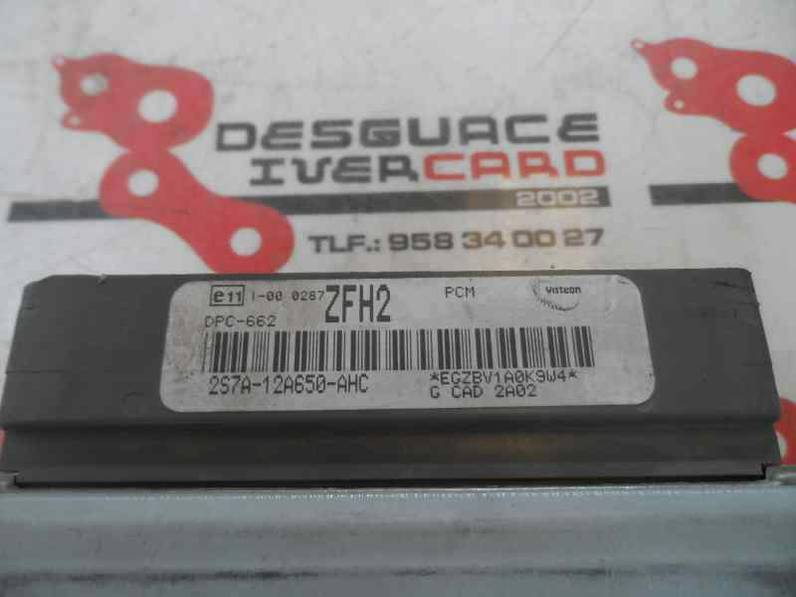 DESGUACE
IVERCARD
2002
TLF.: 958 34 00 27
e11 I-00 0287 ZFH2 PCM Visteon
DPC-662
2S7A-12A650-AHC *EGZBV1A0K9W4*
G CAD 2A02